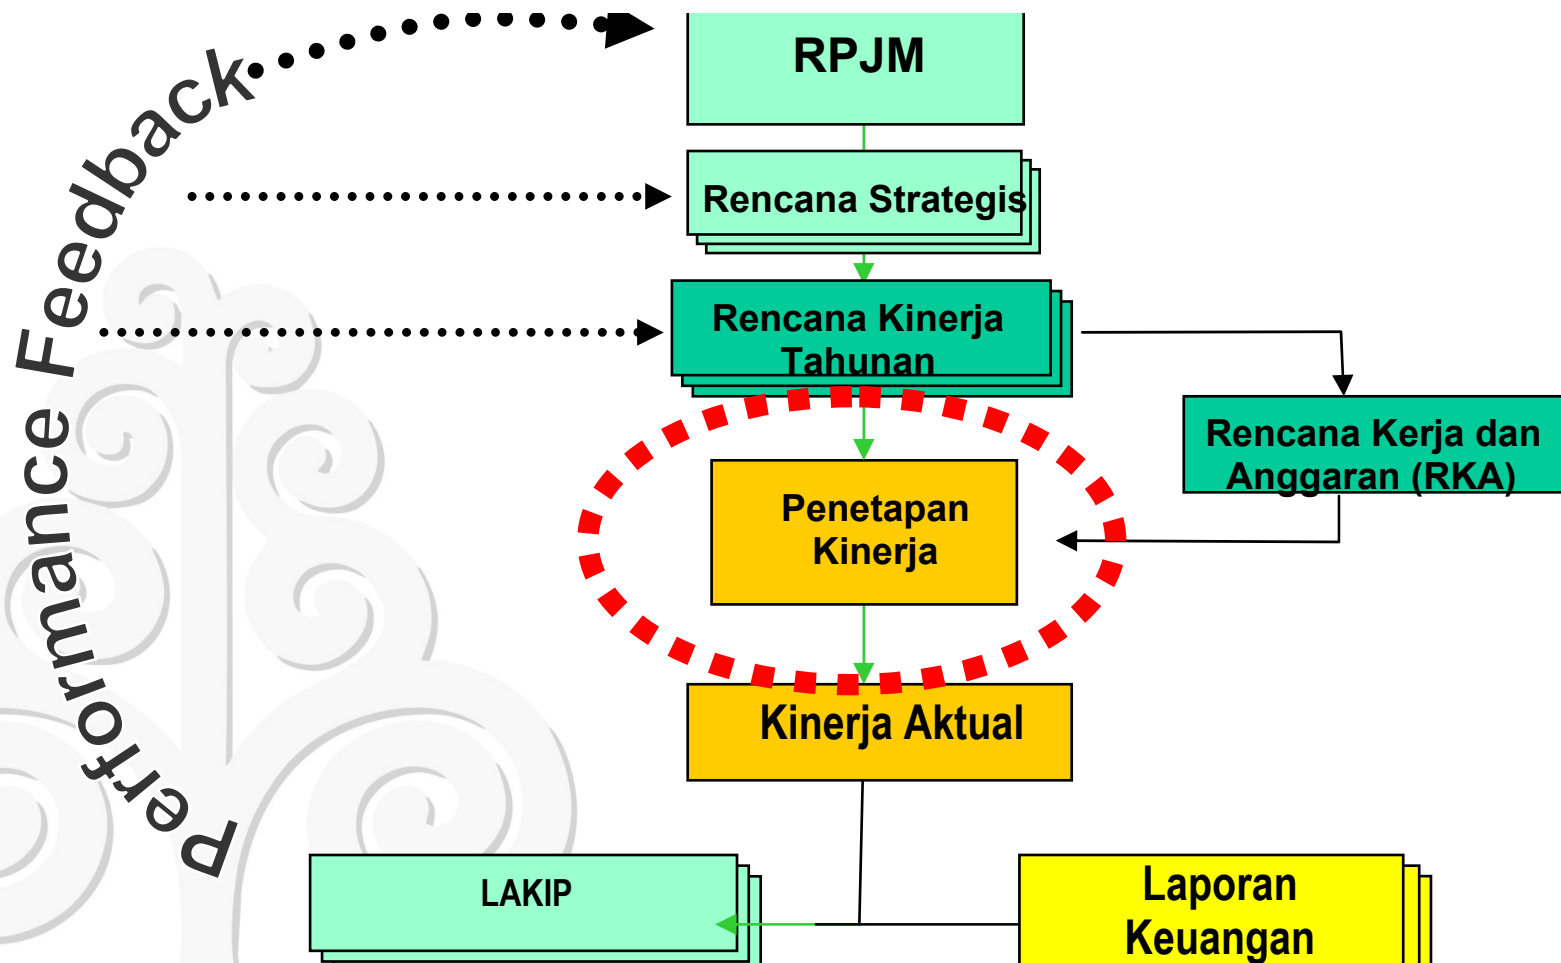 Performance Feedback
RPJM
Rencana Strategis
Rencana Kinerja
Tahunan
Rencana Kerja dan
Anggaran (RKA)
Penetapan
Kinerja
Kinerja Aktual
LAKIP
Laporan
Keuangan